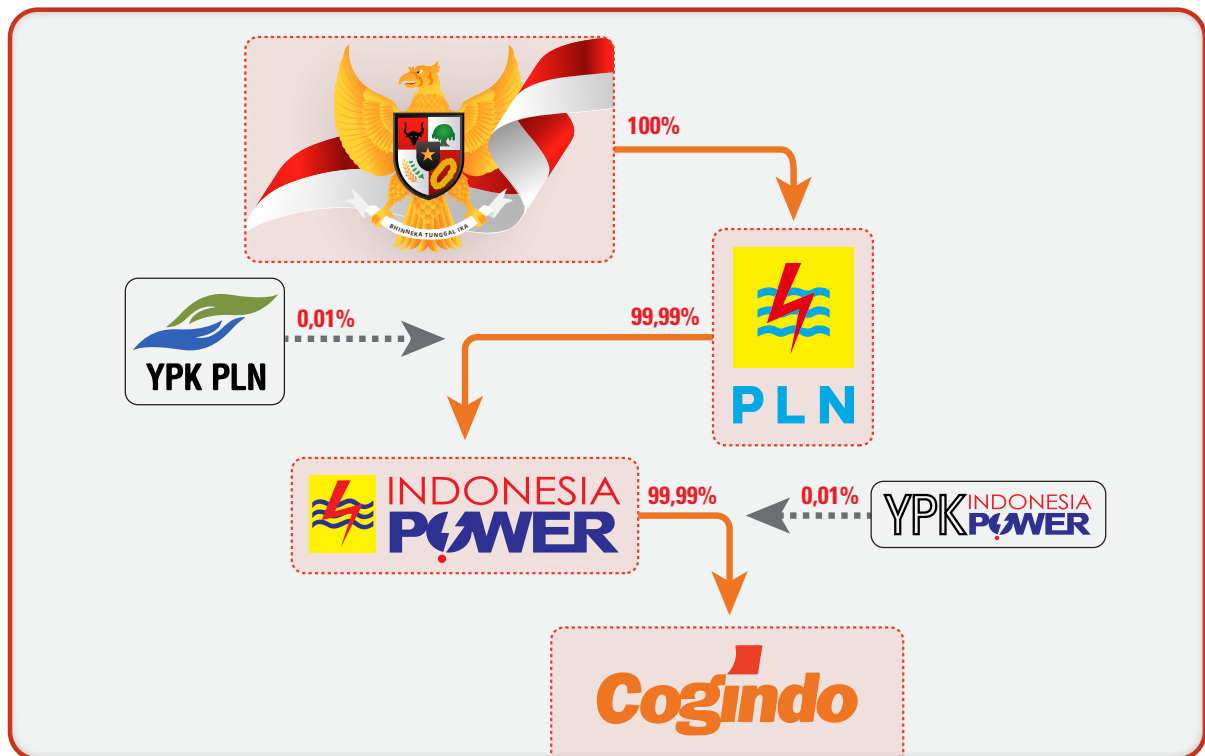 BHINNEKA TUNGGAL IKA
100%
YPK PLN
0,01%
99,99%
PLN
INDONESIA
POWER
99,99%
0,01%
YPK INDONESIA
POWER
Cogindo